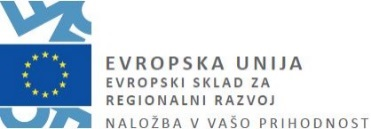 EVROPSKA UNIJA
EVROPSKI SKLAD ZA
REGIONALNI RAZVOJ
NALOŽBA V VAŠO PRIHODNOST